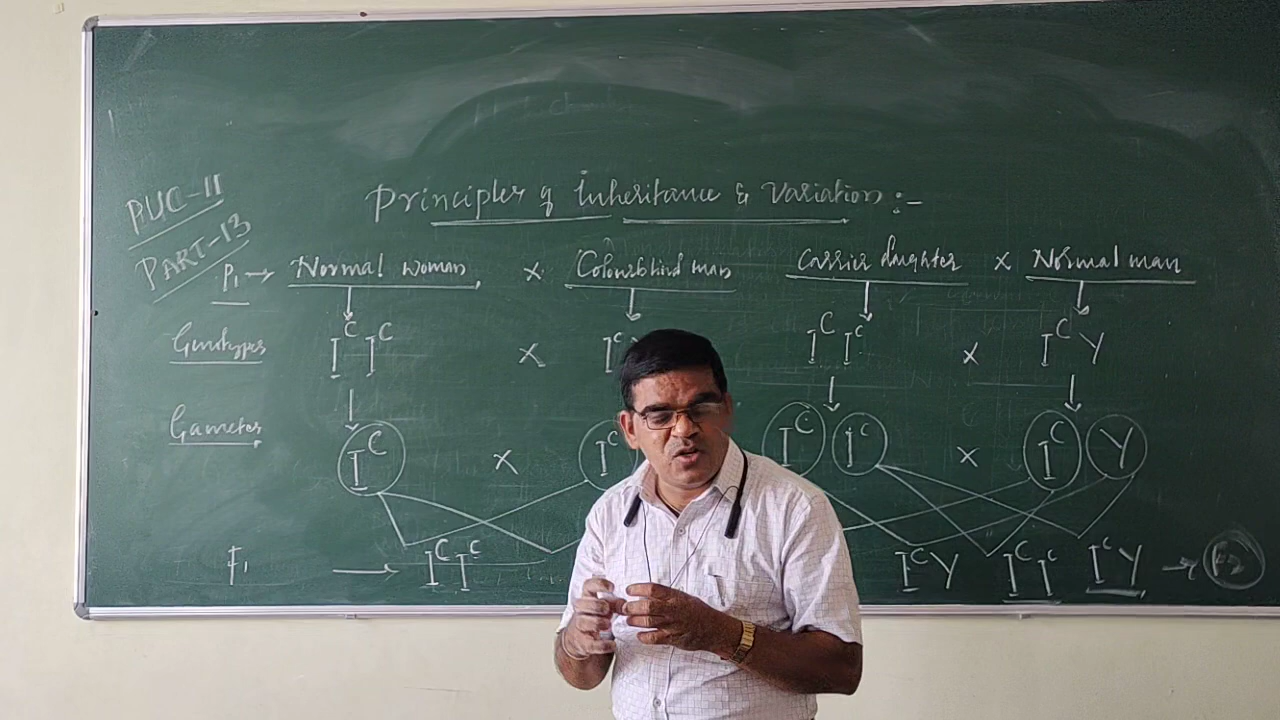 PUC-II
PART-13
Principles of Inheritance & Variation:-
P₁ → Normal woman × Colourblind man Carrier daughter × Normal man
Genotypes I^C I^C × I^c I^C I^c × I^C Y
Gametes I^C × I^c I^C I^c × I^C Y
F₁ → I^C I^c I^C Y I^C I^c I^c Y → F₂